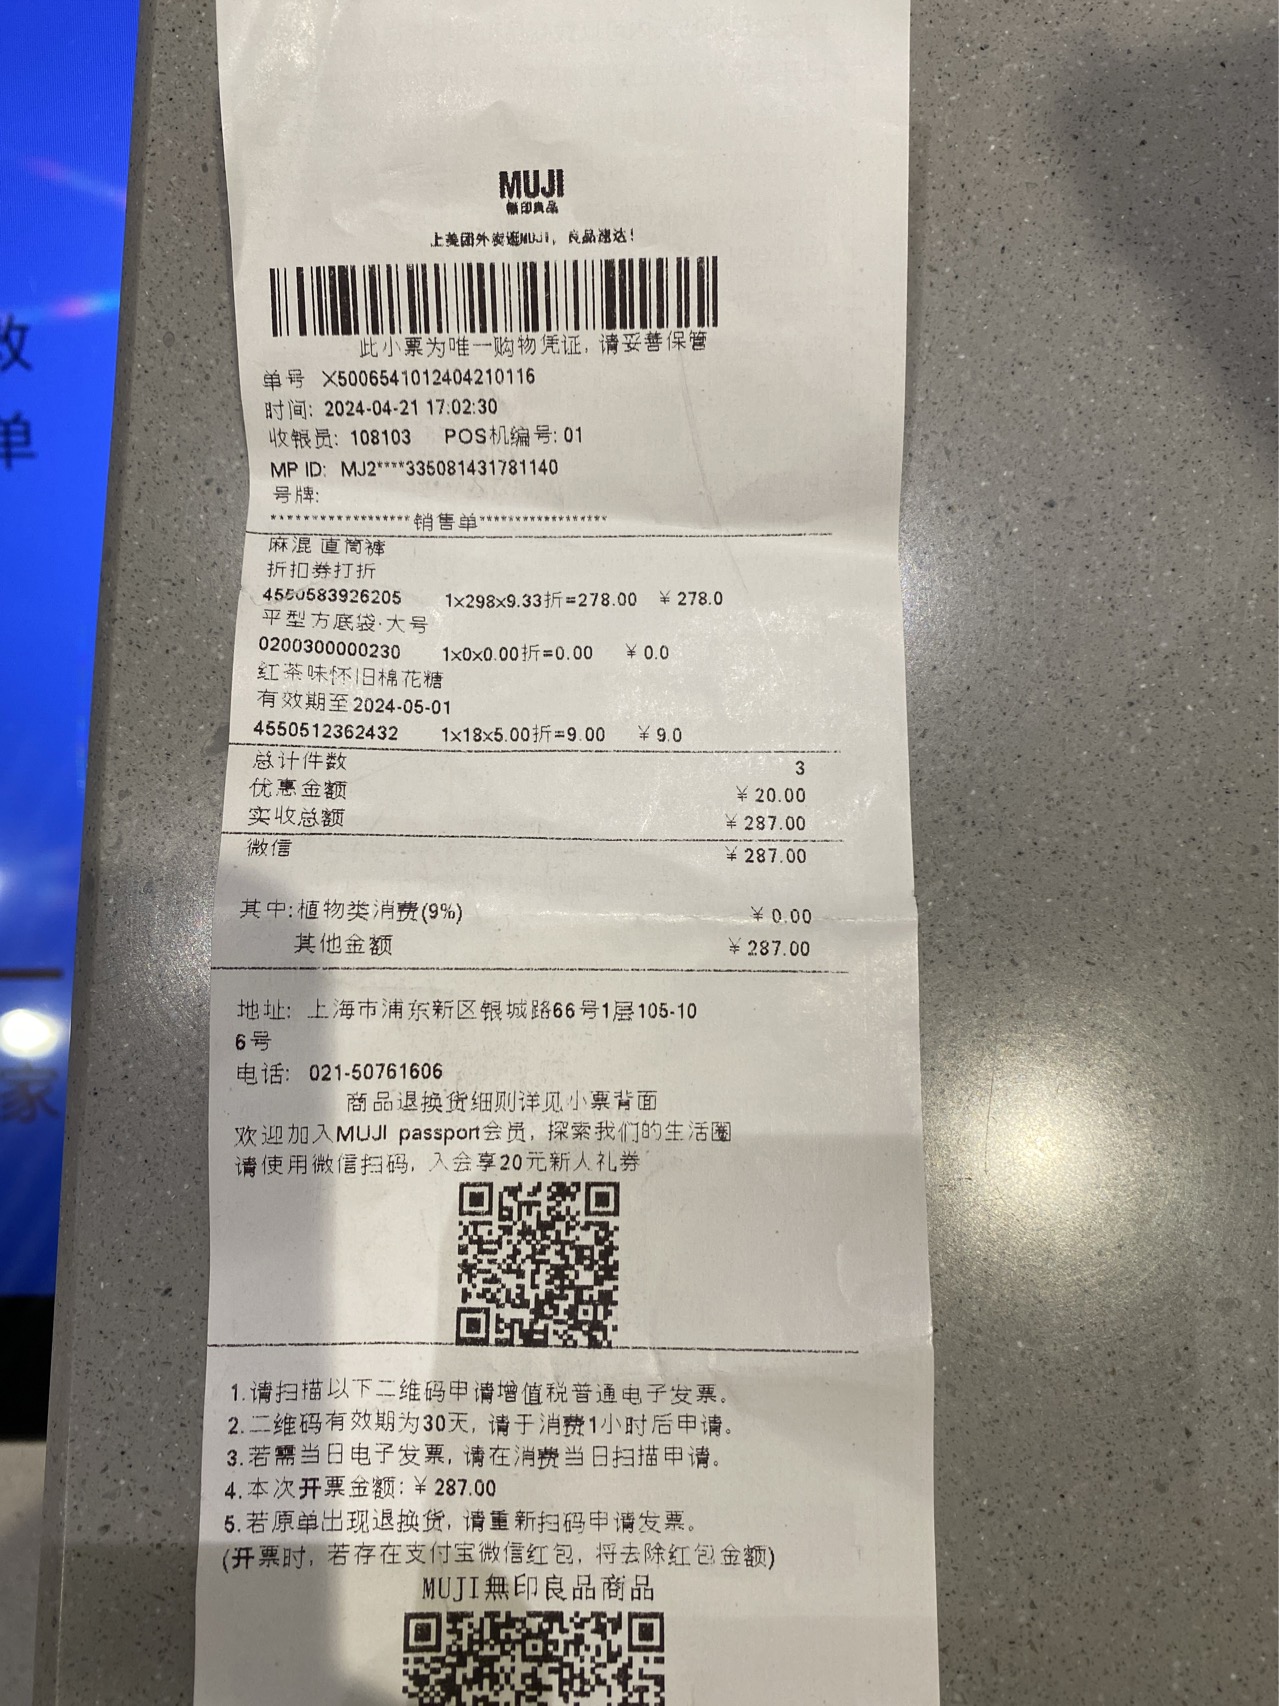 MUJI
無印良品
上美团外卖逛MUJI，良品速达！
此小票为唯一购物凭证，请妥善保管
单号 X5006541012404210116
时间: 2024-04-21 17:02:30
收银员: 108103 POS机编号: 01
MP ID: MJ2****335081431781140
号牌:
******************销售单******************
麻混 直筒裤
折扣券打折
4550583926205 1x298x9.33折=278.00 ¥ 278.0
平型方底袋·大号
0200300000230 1x0x0.00折=0.00 ¥ 0.0
红茶味怀旧棉花糖
有效期至2024-05-01
4550512362432 1x18x5.00折=9.00 ¥ 9.0
总计件数 3
优惠金额 ¥ 20.00
实收总额 ¥ 287.00
微信 ¥ 287.00
其中:植物类消费(9%) ¥ 0.00
其他金额 ¥ 287.00
地址: 上海市浦东新区银城路66号1层105-10
6号
电话: 021-50761606
商品退换货细则详见小票背面
欢迎加入MUJI passport会员，探索我们的生活圈
请使用微信扫码，入会享20元新人礼券
1.请扫描以下二维码申请增值税普通电子发票。
2.二维码有效期为30天，请于消费1小时后申请。
3.若需当日电子发票，请在消费当日扫描申请。
4.本次开票金额: ¥ 287.00
5.若原单出现退换货，请重新扫码申请发票。
(开票时，若存在支付宝微信红包，将去除红包金额)
MUJI無印良品商品
单
家